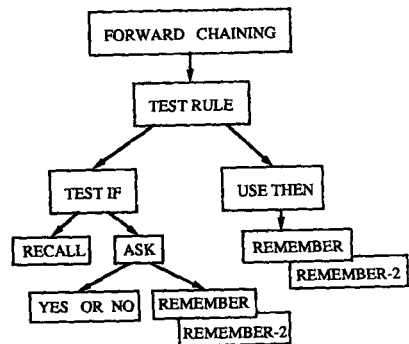 FORWARD CHAINING
TEST RULE
TEST IF
USE THEN
RECALL
ASK
REMEMBER
REMEMBER-2
YES OR NO
REMEMBER
REMEMBER-2